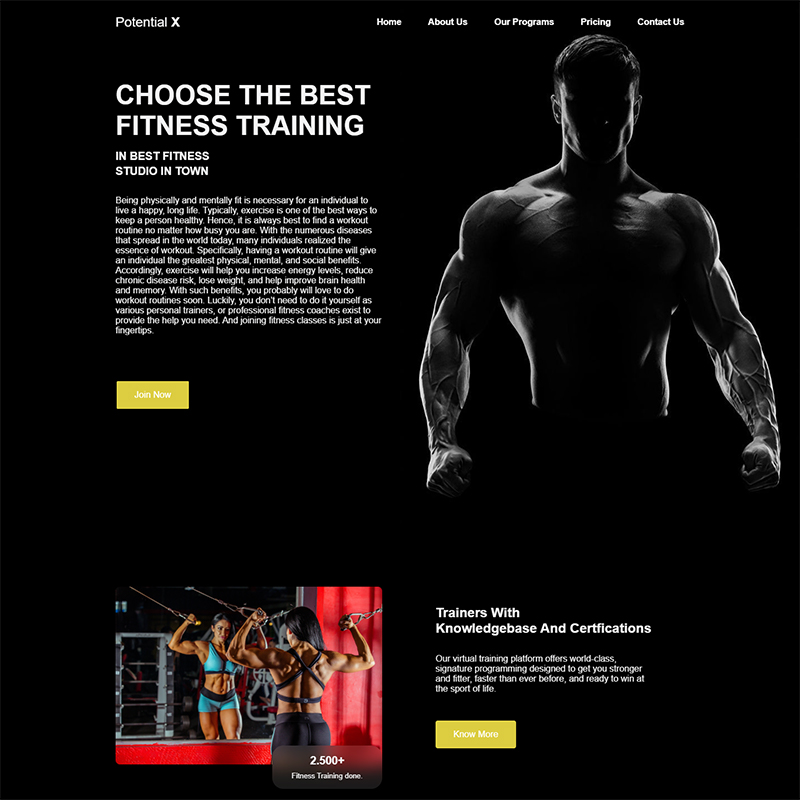 Potential X
Home About Us Our Programs Pricing Contact Us
CHOOSE THE BEST
FITNESS TRAINING
IN BEST FITNESS
STUDIO IN TOWN
Being physically and mentally fit is necessary for an individual to
live a happy, long life. Typically, exercise is one of the best ways to
keep a person healthy. Hence, it is always best to find a workout
routine no matter how busy you are. With the numerous diseases
that spread in the world today, many individuals realized the
essence of workout. Specifically, having a workout routine will give
an individual the greatest physical, mental, and social benefits.
Accordingly, exercise will help you increase energy levels, reduce
chronic disease risk, lose weight, and help improve brain health
and memory. With such benefits, you probably will love to do
workout routines soon. Luckily, you don't need to do it yourself as
various personal trainers, or professional fitness coaches exist to
provide the help you need. And joining fitness classes is just at your
fingertips.
Join Now
Trainers With
Knowledgebase And Certfications
Our virtual training platform offers world-class,
signature programming designed to get you stronger
and fitter, faster than ever before, and ready to win at
the sport of life.
Know More
2.500+
Fitness Training done.